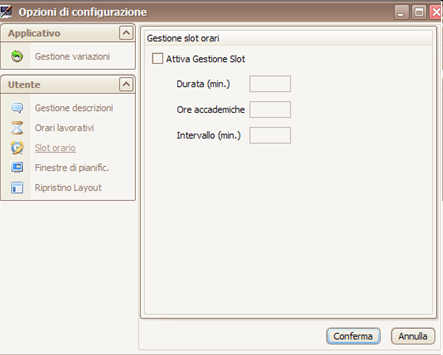 Opzioni di configurazione
Applicativo
Gestione variazioni
Utente
Gestione descrizioni
Orari lavorativi
Slot orario
Finestre di pianific.
Ripristino Layout
Gestione slot orari
Attiva Gestione Slot
Durata (min.)
Ore accademiche
Intervallo (min.)
Conferma
Annulla